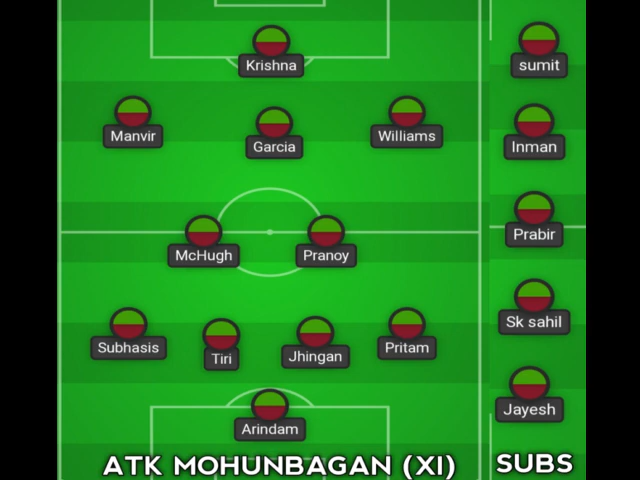 Krishna
Manvir
Garcia
Williams
McHugh
Pranoy
Subhasis
Tiri
Jhingan
Pritam
Arindam
ATK MOHUNBAGAN (XI)
sumit
Inman
Prabir
Sk sahil
Jayesh
SUBS